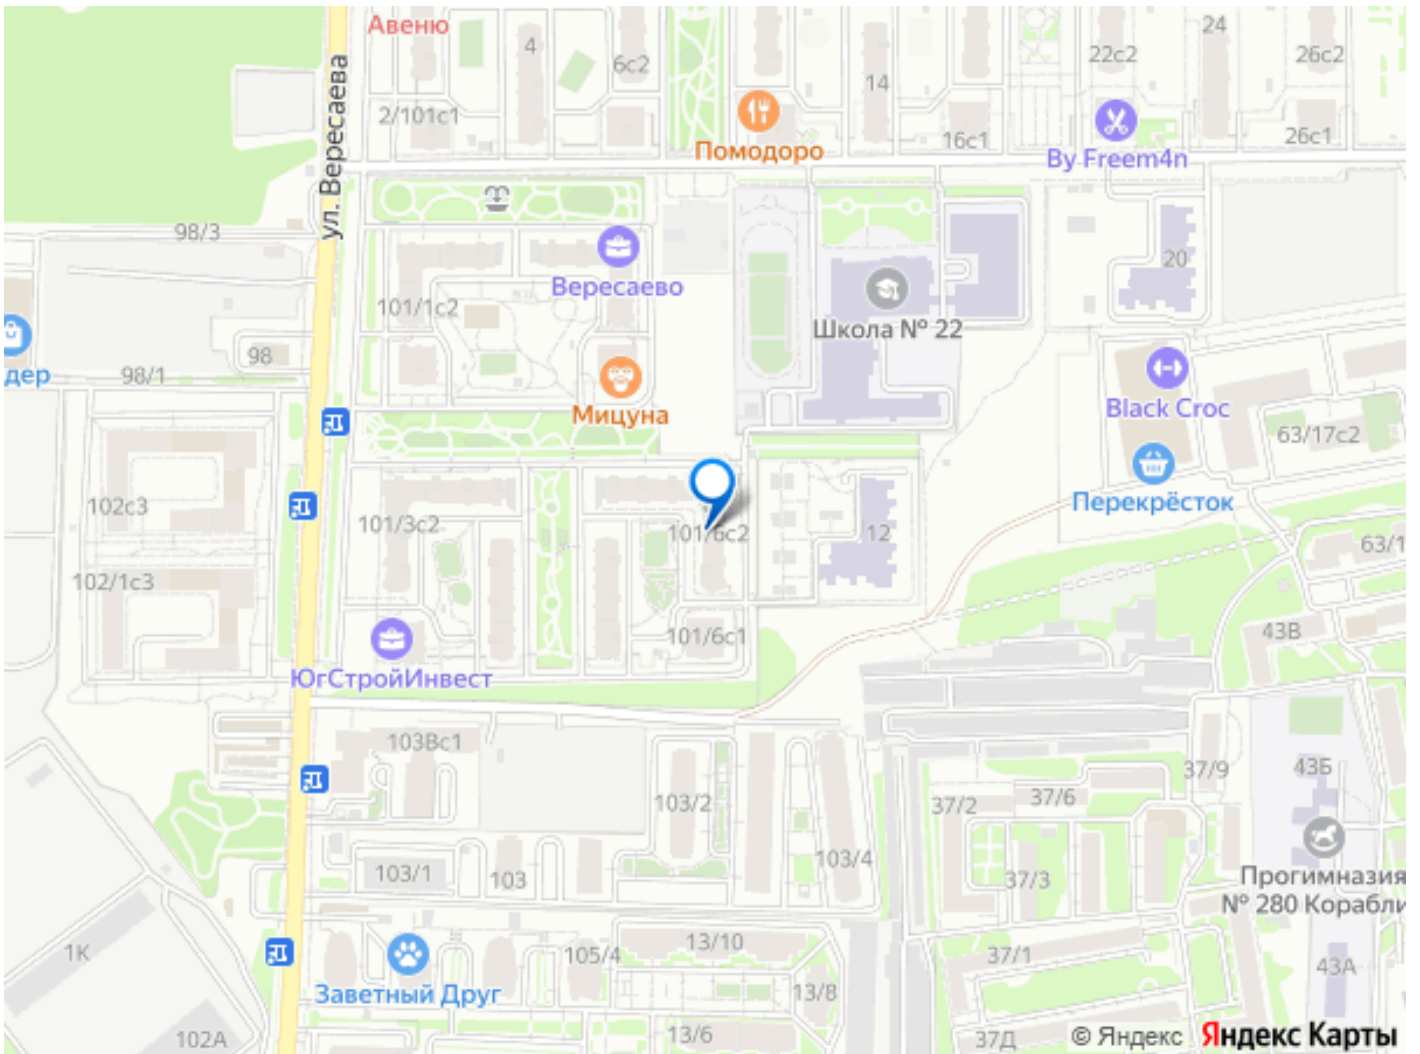 Авеню
4
6с2
22с2
24
26с2
14
2/101с1
16с1
26с1
Помодоро
By Freem4n
ул. Вересаева
98/3
Вересаево
20
101/1с2
Школа № 22
98
98/1
дер
Мицуна
Black Croc
63/17с2
102с3
101/3с2
101/6с2
12
Перекрёсток
63/1
102/1с3
101/6с1
43В
ЮгСтройИнвест
103Вс1
37/9
43Б
103/2
37/2
37/6
103/1
103
103/4
37/3
Прогимназия
№ 280 Корабли
1К
105/4
13/10
37/1
43А
Заветный Друг
13/8
102А
13/6
37Д
© Яндекс Яндекс Карты